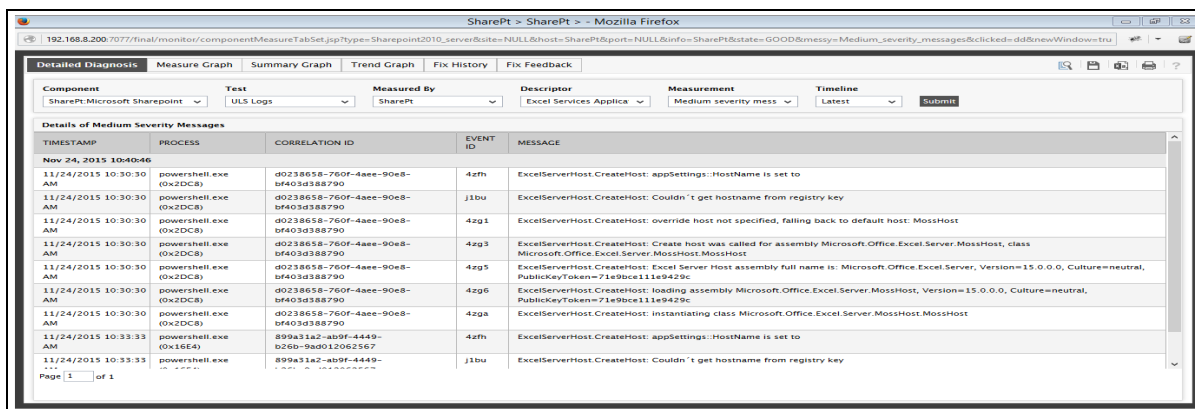 SharePt > SharePt > - Mozilla Firefox
192.168.8.200:7077/final/monitor/componentMeasureTabSet.jsp?type=Sharepoint2010_server&site=NULL&host=SharePt&port=NULL&info=SharePt&state=GOOD&messy=Medium_severity_messages&clicked=dd&newWindow=tru
Detailed Diagnosis Measure Graph Summary Graph Trend Graph Fix History Fix Feedback
Component Test Measured By Descriptor Measurement Timeline
SharePt:Microsoft Sharepoint ULS Logs SharePt Excel Services Applica Medium severity mess Latest Submit
Details of Medium Severity Messages
TIMESTAMP PROCESS CORRELATION ID EVENT ID MESSAGE
Nov 24, 2015 10:40:46
11/24/2015 10:30:30 AM powershell.exe (0x2DC8) d0238658-760f-4aee-90e8-bf403d388790 4zfh ExcelServerHost.CreateHost: appSettings::HostName is set to
11/24/2015 10:30:30 AM powershell.exe (0x2DC8) d0238658-760f-4aee-90e8-bf403d388790 j1bu ExcelServerHost.CreateHost: Couldn´t get hostname from registry key
11/24/2015 10:30:30 AM powershell.exe (0x2DC8) d0238658-760f-4aee-90e8-bf403d388790 4zg1 ExcelServerHost.CreateHost: override host not specified, falling back to default host: MossHost
11/24/2015 10:30:30 AM powershell.exe (0x2DC8) d0238658-760f-4aee-90e8-bf403d388790 4zg3 ExcelServerHost.CreateHost: Create host was called for assembly Microsoft.Office.Excel.Server.MossHost, class Microsoft.Office.Excel.Server.MossHost.MossHost
11/24/2015 10:30:30 AM powershell.exe (0x2DC8) d0238658-760f-4aee-90e8-bf403d388790 4zg5 ExcelServerHost.CreateHost: Excel Server Host assembly full name is: Microsoft.Office.Excel.Server, Version=15.0.0.0, Culture=neutral, PublicKeyToken=71e9bce111e9429c
11/24/2015 10:30:30 AM powershell.exe (0x2DC8) d0238658-760f-4aee-90e8-bf403d388790 4zg6 ExcelServerHost.CreateHost: loading assembly Microsoft.Office.Excel.Server.MossHost, Version=15.0.0.0, Culture=neutral, PublicKeyToken=71e9bce111e9429c
11/24/2015 10:30:30 AM powershell.exe (0x2DC8) d0238658-760f-4aee-90e8-bf403d388790 4zga ExcelServerHost.CreateHost: instantiating class Microsoft.Office.Excel.Server.MossHost.MossHost
11/24/2015 10:33:33 AM powershell.exe (0x16E4) 899a31a2-ab9f-4449-b26b-9ad012062567 4zfh ExcelServerHost.CreateHost: appSettings::HostName is set to
11/24/2015 10:33:33 powershell.exe 899a31a2-ab9f-4449- j1bu ExcelServerHost.CreateHost: Couldn´t get hostname from registry key
Page 1 of 1